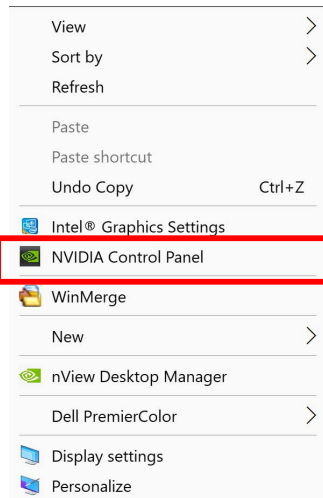 View
Sort by
Refresh
Paste
Paste shortcut
Undo Copy Ctrl+Z
Intel® Graphics Settings
NVIDIA Control Panel
WinMerge
New
nView Desktop Manager
Dell PremierColor
Display settings
Personalize